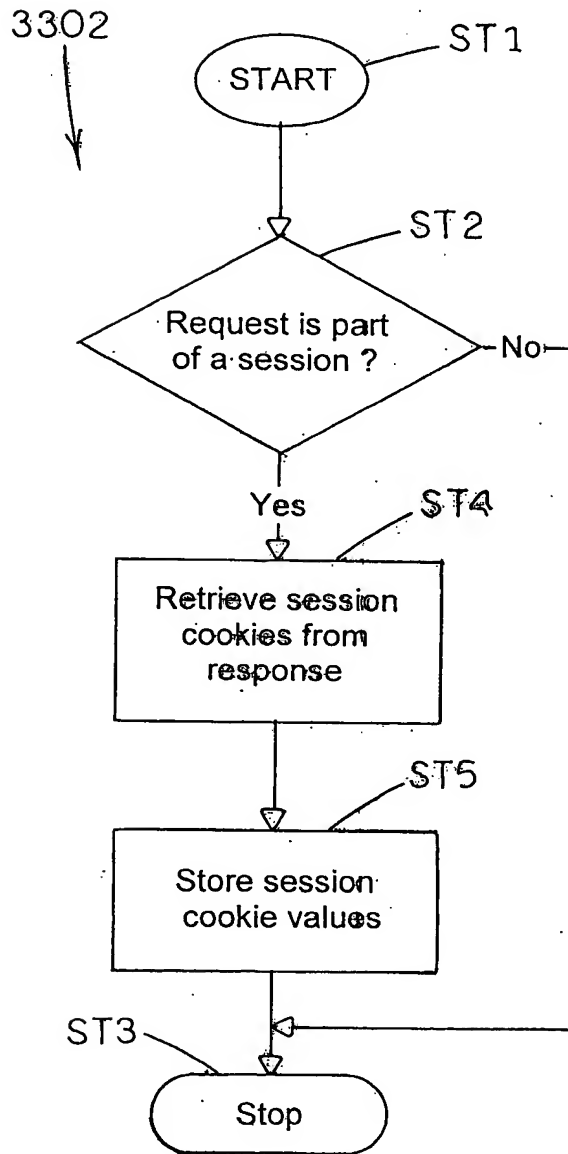 3302
ST1
START
ST2
Request is part
of a session ?
No
Yes
ST4
Retrieve session
cookies from
response
ST5
Store session
cookie values
ST3
Stop